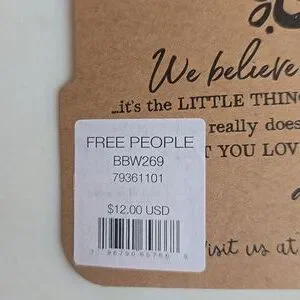 We believe
...it's the LITTLE THIN
really does
T YOU LOV
FREE PEOPLE
BBW269
79361101
$12.00 USD
isit us at